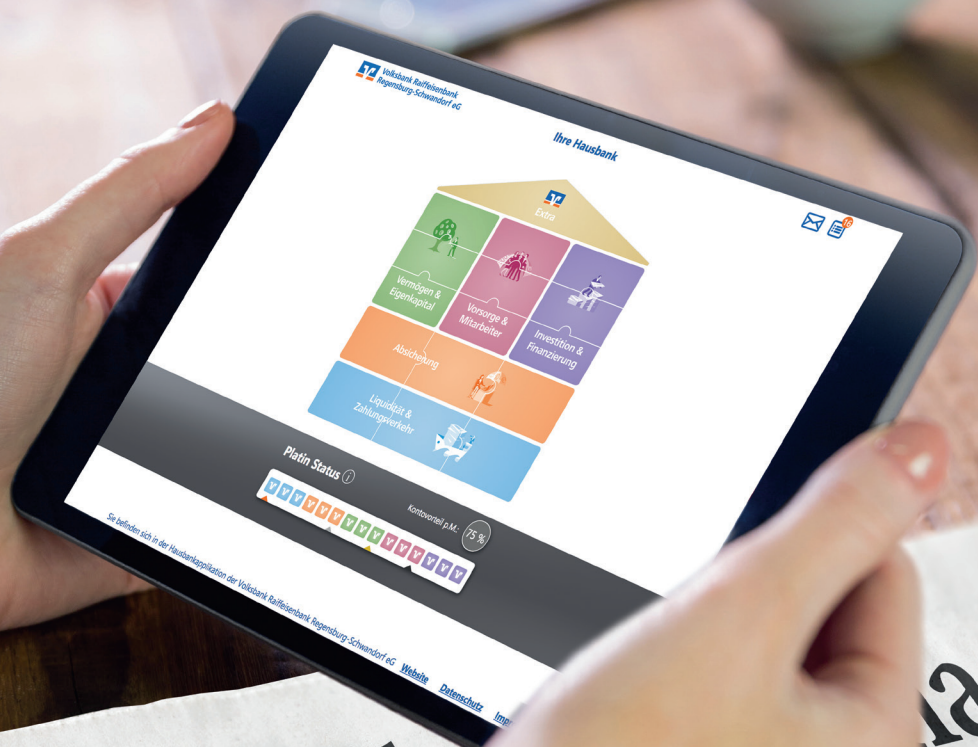 Volksbank Raiffeisenbank
Regensburg-Schwandorf eG
Ihre Hausbank
16
Extra
Vermögen &
Eigenkapital
Vorsorge &
Mitarbeiter
Investition &
Finanzierung
Absicherung
Liquidität &
Zahlungsverkehr
Platin Status i
Kontovorteil p.M.: 75 %
Sie befinden sich in der Hausbankapplikation der Volksbank Raiffeisenbank Regensburg-Schwandorf eG Website Datenschutz